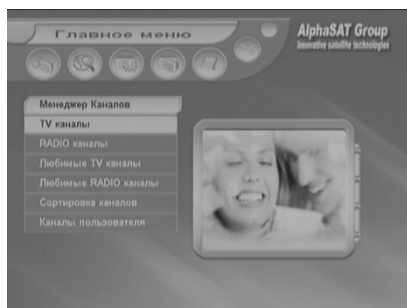 Главное меню
AlphaSAT Group
Innovative satellite technologies
Менеджер Каналов
TV каналы
RADIO каналы
Любимые TV каналы
Любимые RADIO каналы
Сортировка каналов
Каналы пользователя